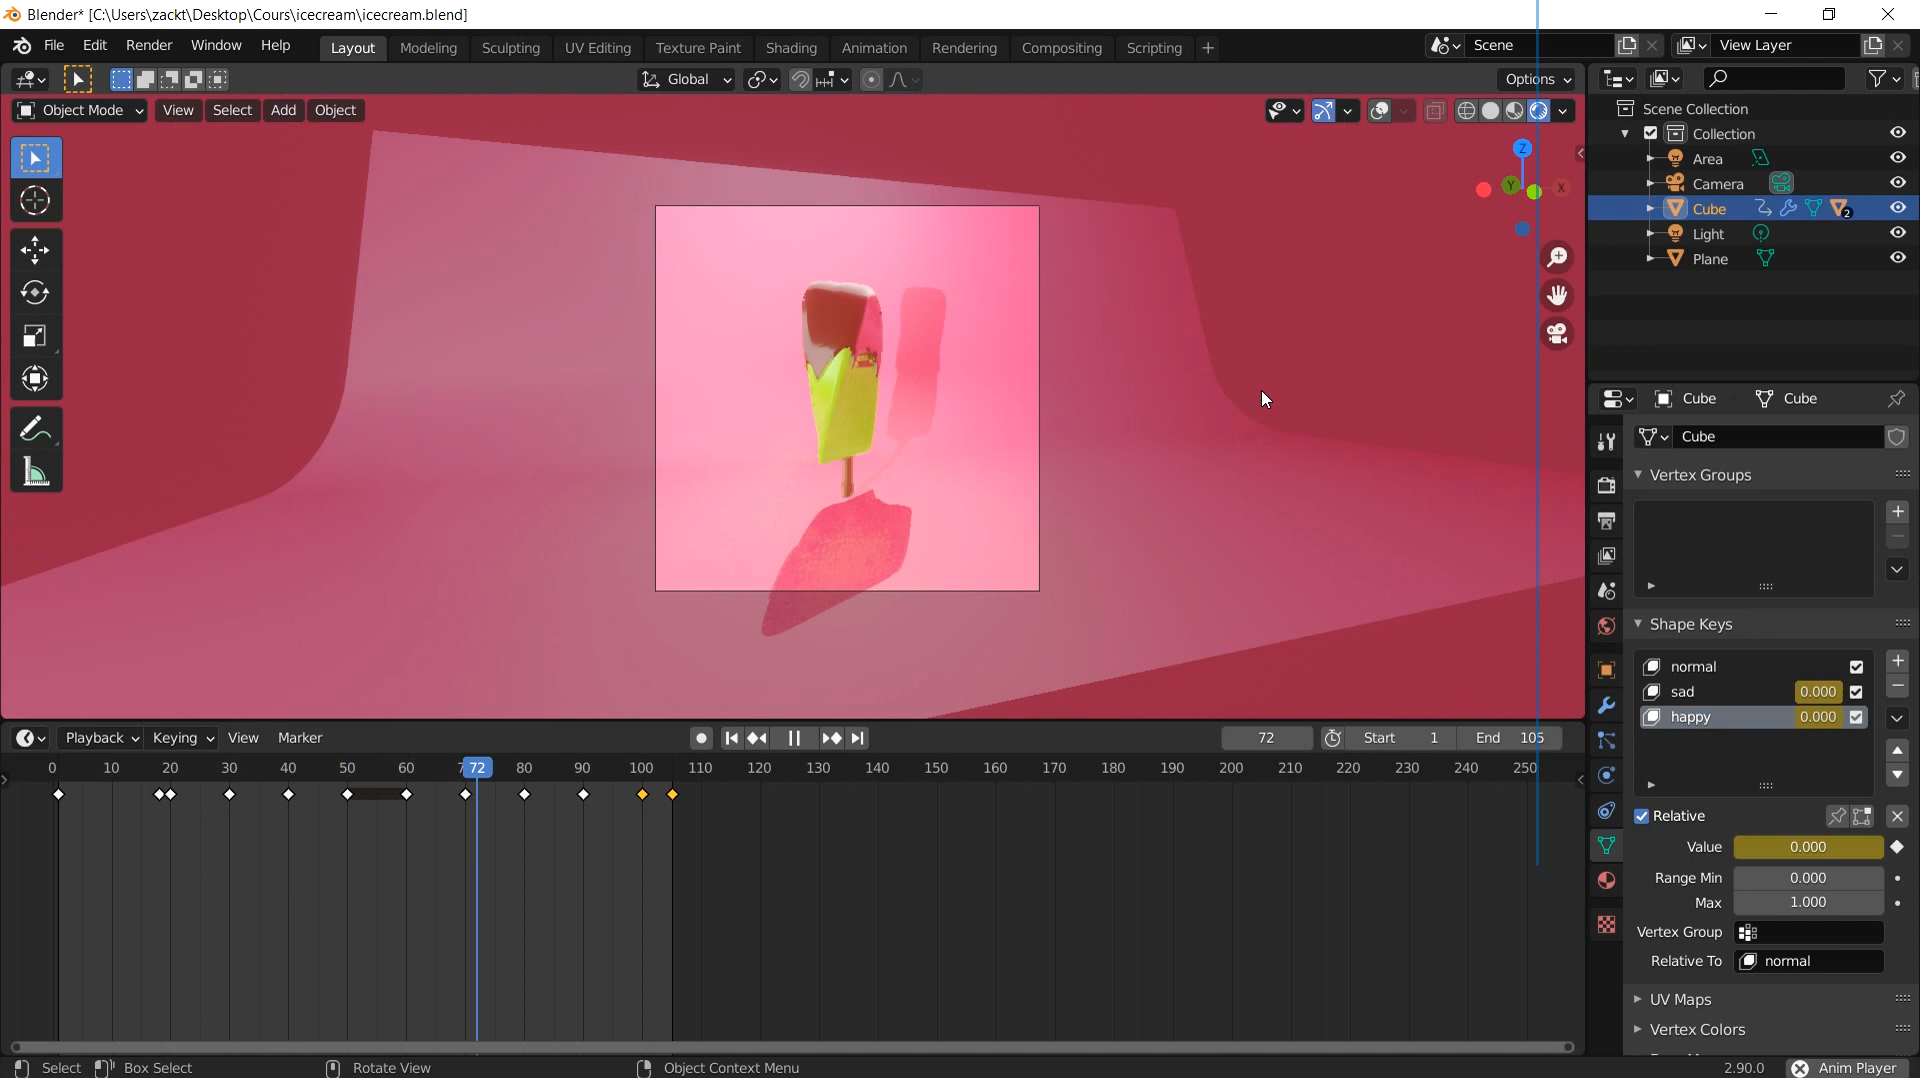 Blender* [C:\Users\zackt\Desktop\Cours\icecream\icecream.blend]
File Edit Render Window Help Layout Modeling Sculpting UV Editing Texture Paint Shading Animation Rendering Compositing Scripting + Scene View Layer
Global Options
Object Mode View Select Add Object
Z
Y X
Scene Collection
Collection
Area
Camera
Cube 2
Light
Plane
Cube Cube
Cube
Vertex Groups
Shape Keys
normal
sad 0.000
happy 0.000
Relative
Value 0.000
Range Min 0.000
Max 1.000
Vertex Group
Relative To normal
UV Maps
Vertex Colors
Playback Keying View Marker 72 Start 1 End 105
0 10 20 30 40 50 60 72 80 90 100 110 120 130 140 150 160 170 180 190 200 210 220 230 240 250
Select Box Select Rotate View Object Context Menu 2.90.0 Anim Player